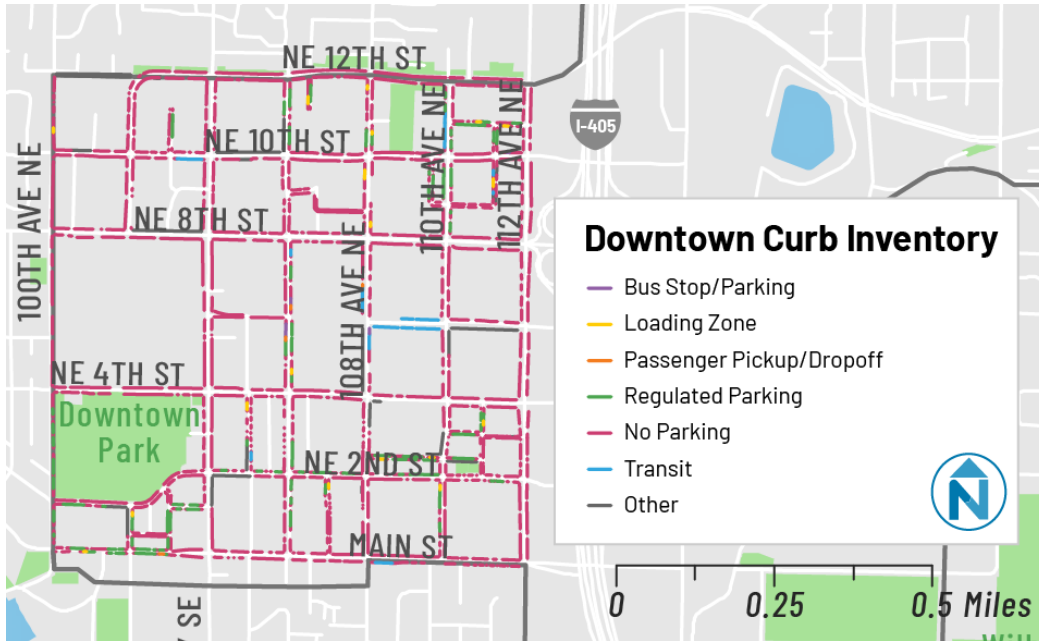 NE 12TH ST
I-405
NE 10TH ST
110TH AVE NE
112TH AVE NE
100TH AVE NE
NE 8TH ST
108TH AVE NE
NE 4TH ST
Downtown
Park
NE 2ND ST
MAIN ST
SE
Downtown Curb Inventory
Bus Stop/Parking
Loading Zone
Passenger Pickup/Dropoff
Regulated Parking
No Parking
Transit
Other
N
0
0.25
0.5 Miles